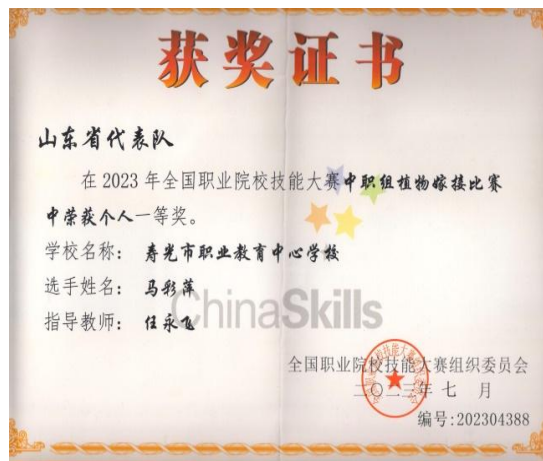 获奖证书
山东省代表队
在2023年全国职业院校技能大赛中职组植物嫁接比赛
中荣获个人一等奖。
学校名称：寿光市职业教育中心学校
选手姓名：马彩萍
指导教师：任永飞
ChinaSkills
全国职业院校技能大赛组织委员会
二〇二三年七月
编号:202304388